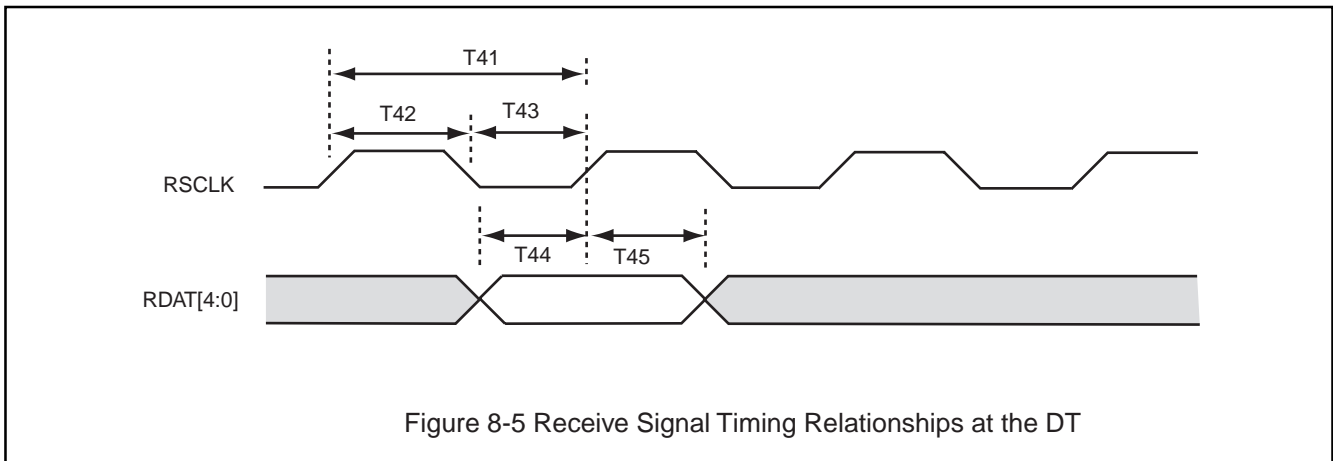 T41
T42
T43
RSCLK
T44
T45
RDAT[4:0]
Figure 8-5 Receive Signal Timing Relationships at the DT